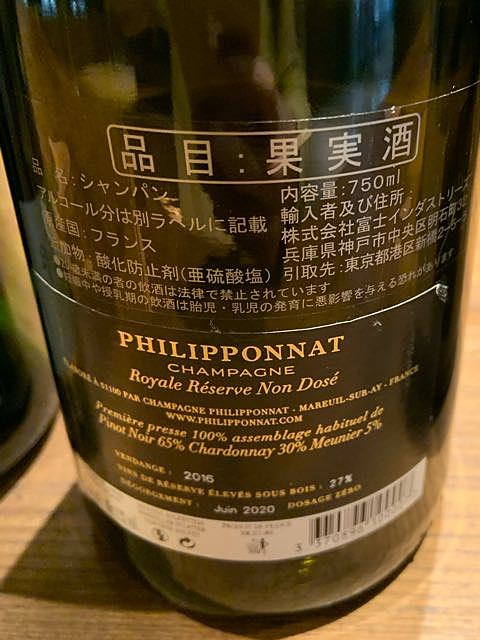 品目:果実酒
品 名:シャンパン
アルコール分は別ラベルに記載
原産国:フランス
添加物:酸化防止剤(亜硫酸塩)
内容量:750ml
輸入者及び住所
株式会社富士インダストリーズ
兵庫県神戸市中央区明石町
引取先:東京都港区新橋
の者の飲酒は法律で禁止されています
や授乳期の飲酒は胎児・乳児の発育に悪影響を与える恐れがあります
PHILIPPONNAT
CHAMPAGNE
Royale Réserve Non Dosé
ÉLABORÉ À 51100 PAR CHAMPAGNE PHILIPPONNAT - MAREUIL-SUR-AY - FRANCE
WWW.PHILIPPONNAT.COM
Première presse 100% assemblage habituel de
Pinot Noir 65% Chardonnay 30% Meunier 5%
VENDANGE : 2016
VINS DE RÉSERVE ÉLEVÉS SOUS BOIS : 27%
DÉGORGEMENT : Juin 2020 DOSAGE ZÉRO